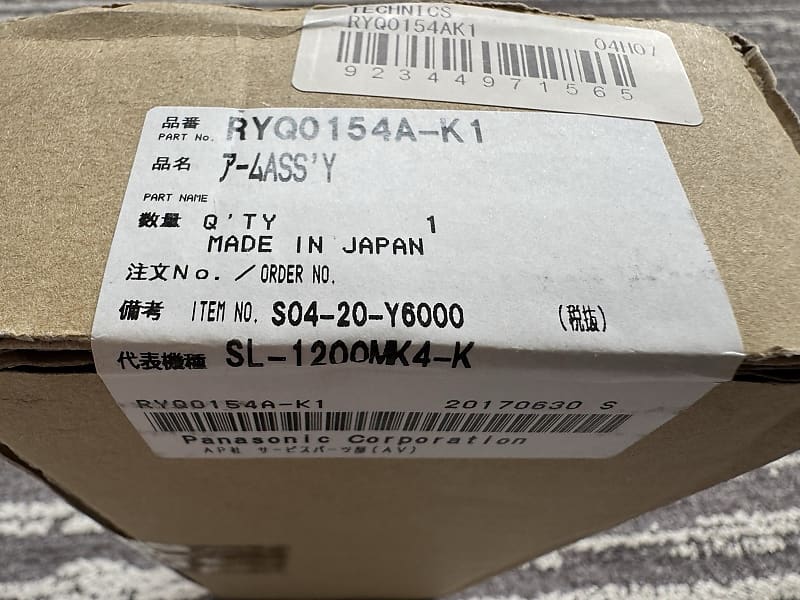 TECHNICS
RYQ0154AK1
04H07
92344971565
品番
PART No. RYQ0154A-K1
品名 アームASS'Y
PART NAME
数量 Q'TY 1
MADE IN JAPAN
注文No./ORDER NO.
備考 ITEM NO. S04-20-Y6000 (税抜)
代表機種 SL-1200MK4-K
RYQ0154A-K1 20170630 S
Panasonic Corporation
AP社 サービスパーツ部(AV)